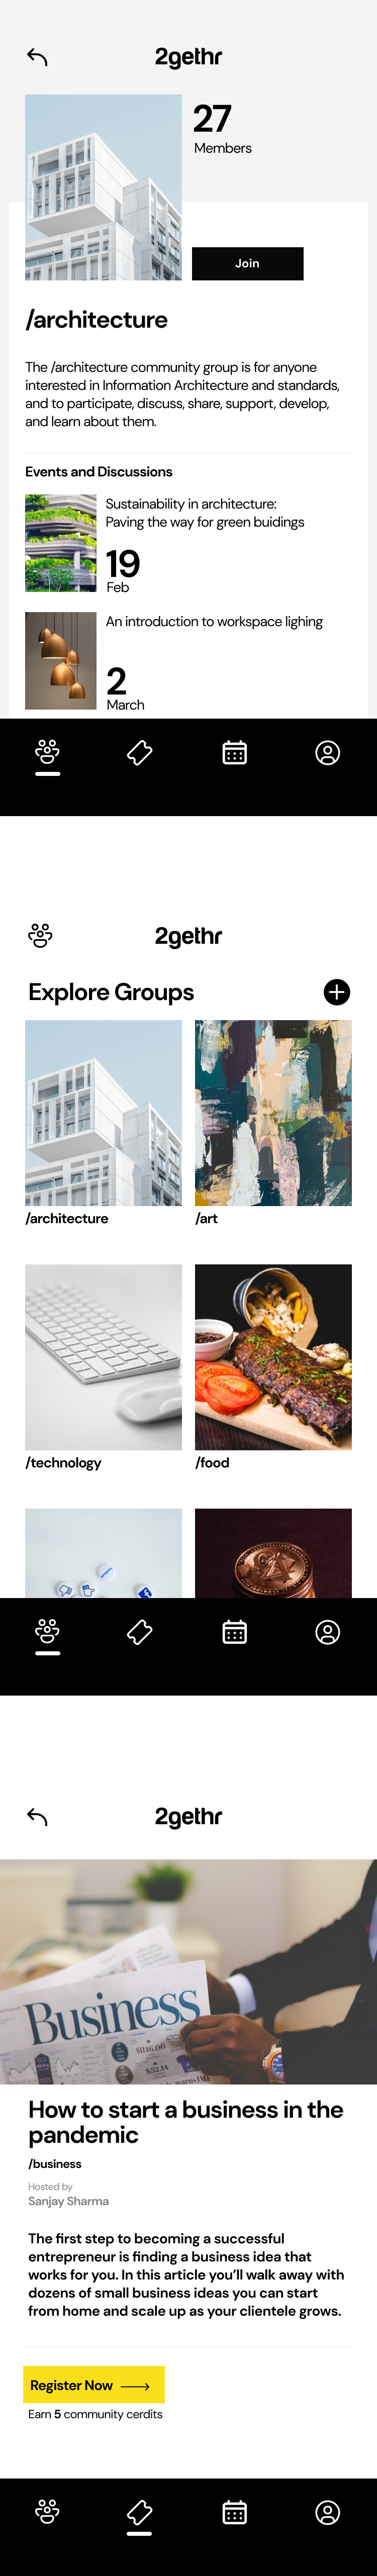 2gethr
27
Members
Join
/architecture
The /architecture community group is for anyone
interested in Information Architecture and standards,
and to participate, discuss, share, support, develop,
and learn about them.
Events and Discussions
Sustainability in architecture:
Paving the way for green buidings
19
Feb
An introduction to workspace lighing
2
March
2gethr
Explore Groups
/architecture
/art
/technology
/food
2gethr
Business
How to start a business in the
pandemic
/business
Hosted by
Sanjay Sharma
The first step to becoming a successful
entrepreneur is finding a business idea that
works for you. In this article you'll walk away with
dozens of small business ideas you can start
from home and scale up as your clientele grows.
Register Now
Earn 5 community cerdits